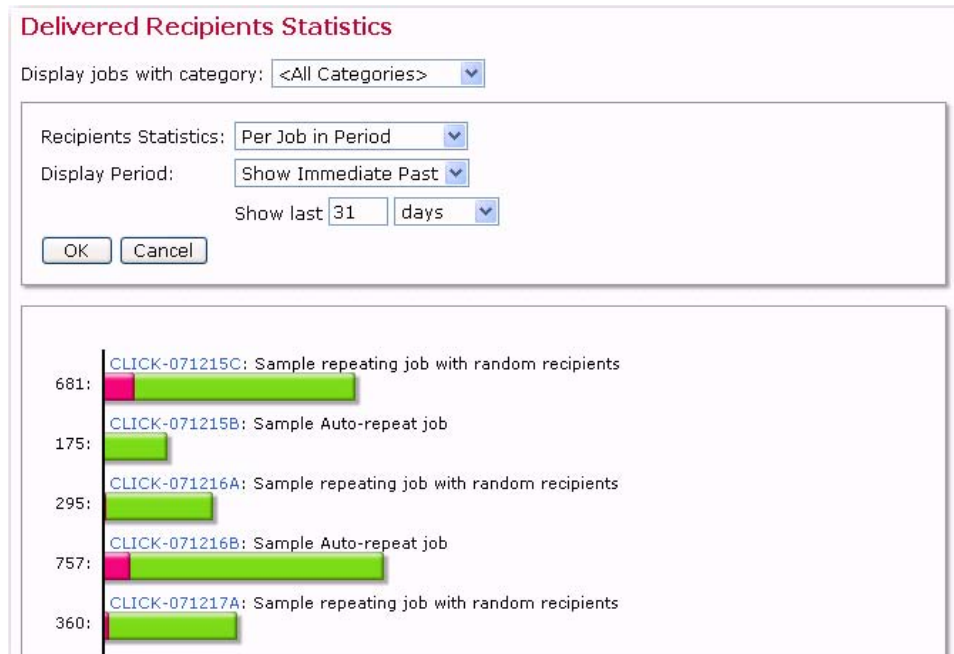 Delivered Recipients Statistics
Display jobs with category: <All Categories>
Recipients Statistics: Per Job in Period
Display Period: Show Immediate Past
Show last 31 days
OK Cancel
CLICK-071215C: Sample repeating job with random recipients
681:
CLICK-071215B: Sample Auto-repeat job
175:
CLICK-071216A: Sample repeating job with random recipients
295:
CLICK-071216B: Sample Auto-repeat job
757:
CLICK-071217A: Sample repeating job with random recipients
360: